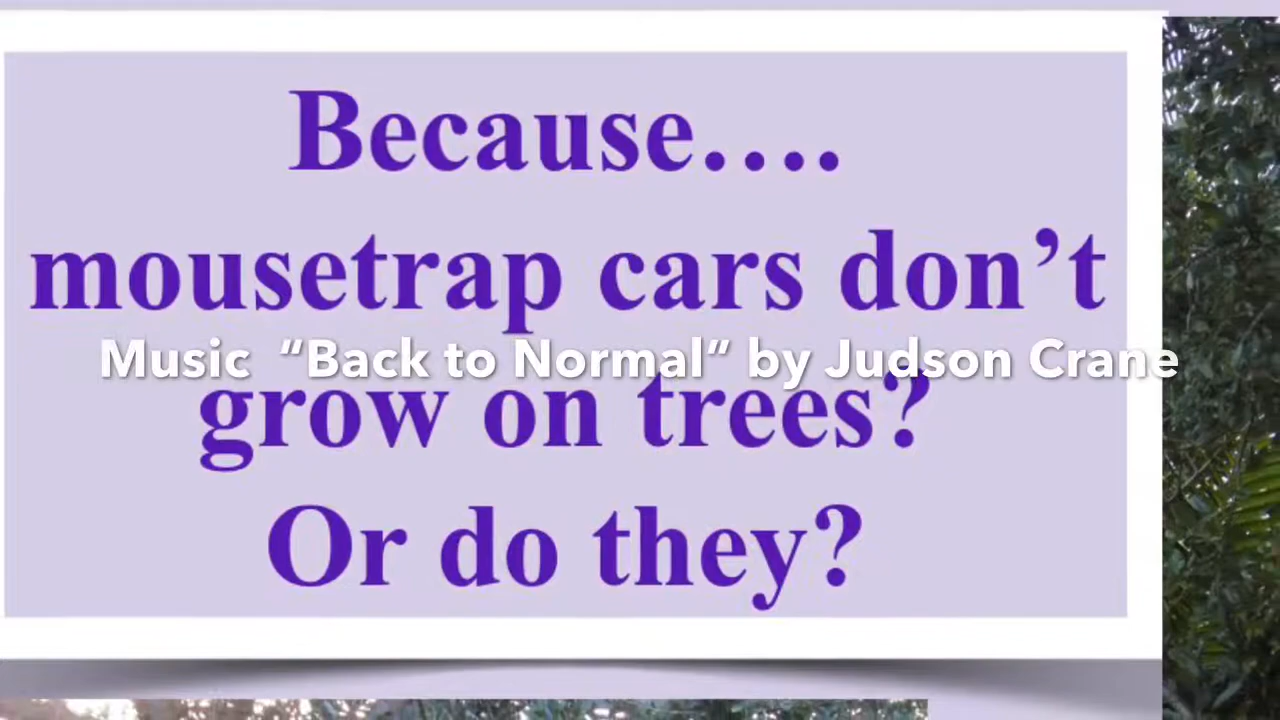 Because....
mousetrap cars don’t
Music “Back to Normal” by Judson Crane
grow on trees?
Or do they?